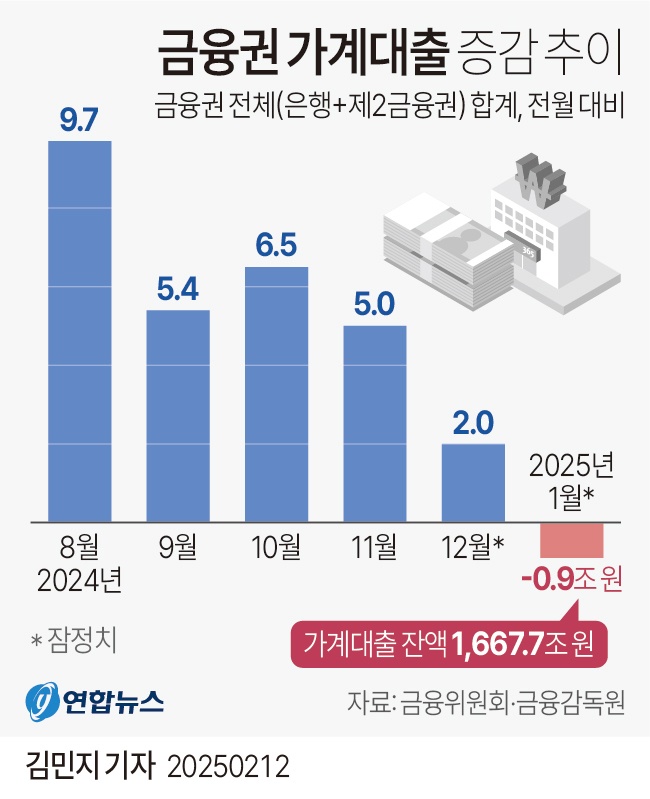 금융권 가계대출 증감 추이
금융권 전체(은행+제2금융권) 합계, 전월 대비
9.7
5.4
6.5
5.0
2.0
365
2025년
1월*
8월
2024년
9월
10월
11월
12월*
-0.9조 원
가계대출 잔액 1,667.7조 원
* 잠정치
연합뉴스
자료: 금융위원회·금융감독원
김민지 기자 20250212